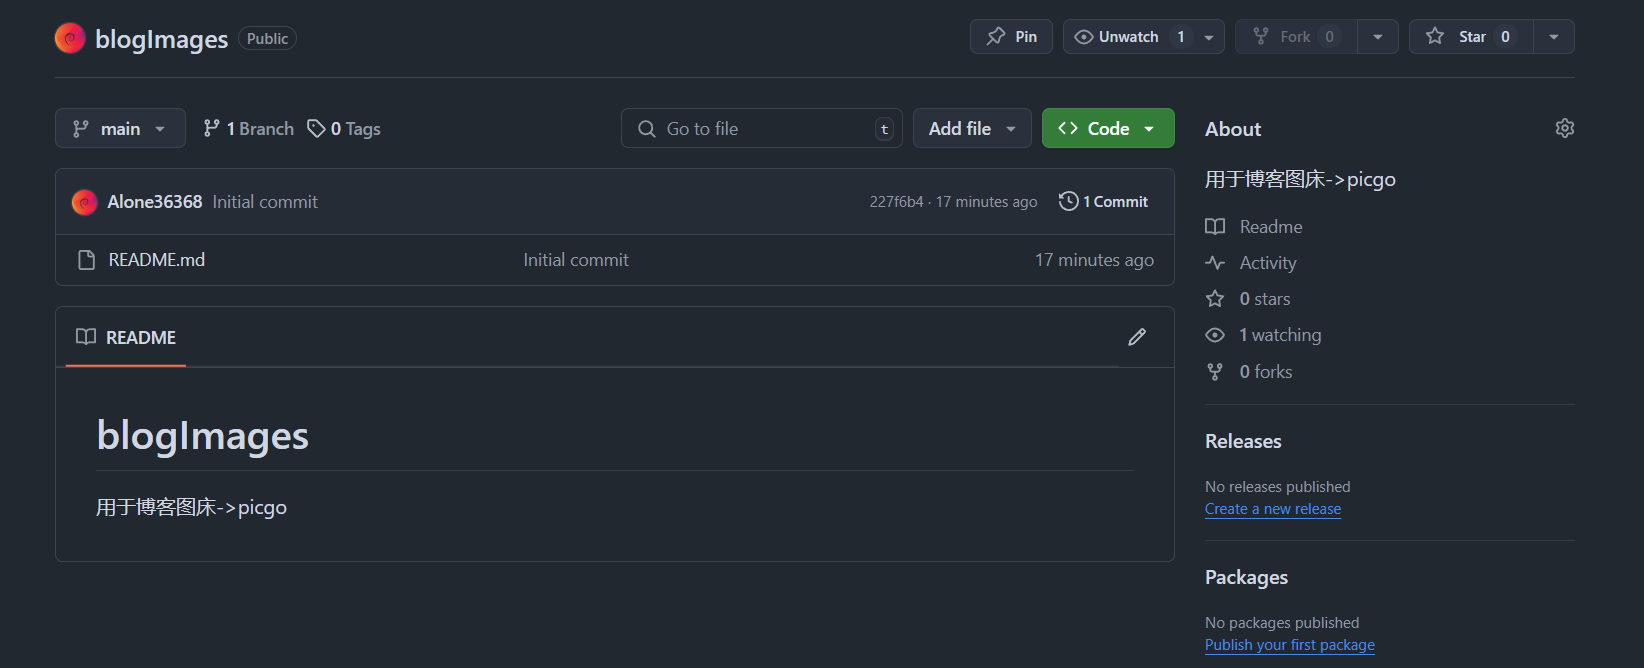 blogImages Public Pin Unwatch 1 Fork 0 Star 0
main 1 Branch 0 Tags Go to file t Add file Code
Alone36368 Initial commit 227f6b4 · 17 minutes ago 1 Commit
README.md Initial commit 17 minutes ago
README
blogImages
用于博客图床->picgo
About
用于博客图床->picgo
Readme
Activity
0 stars
1 watching
0 forks
Releases
No releases published
Create a new release
Packages
No packages published
Publish your first package